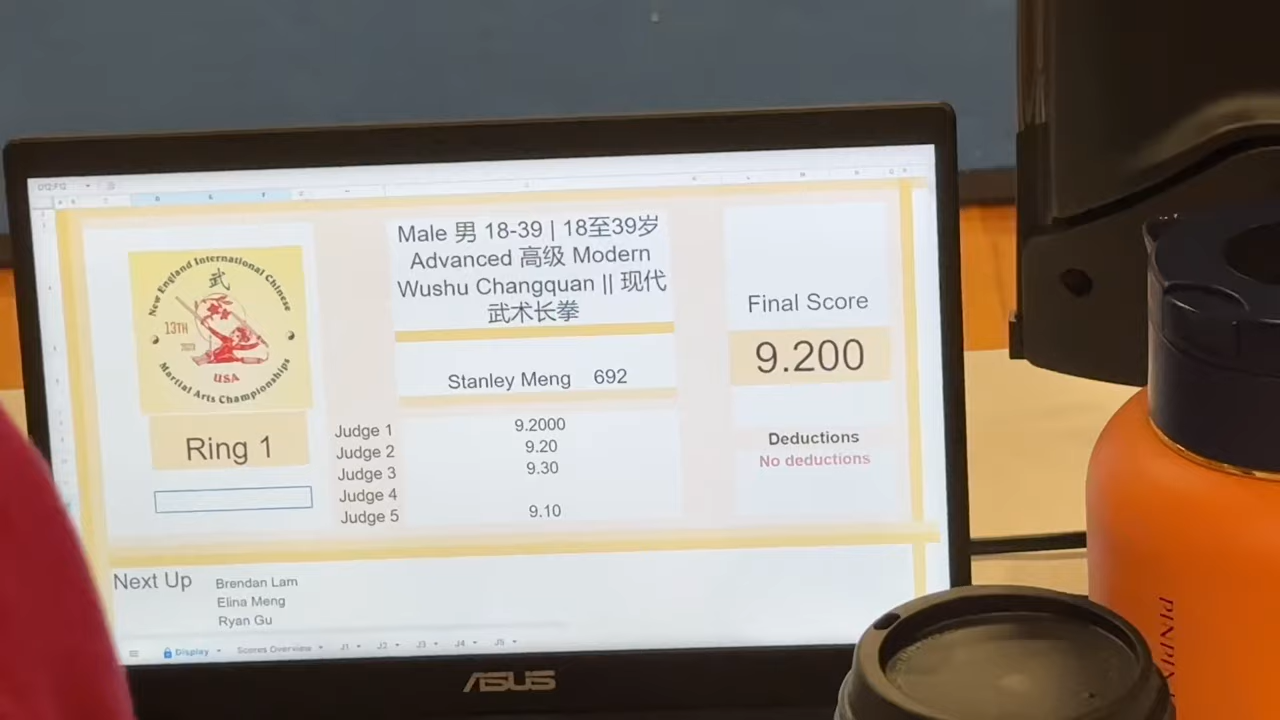 D12:F12
New England International Chinese
武
13TH
USA
Martial Arts Championships
Ring 1
Male 男 18-39 | 18至39岁
Advanced 高级 Modern
Wushu Changquan || 现代
武术长拳
Stanley Meng 692
Judge 1 9.2000
Judge 2 9.20
Judge 3 9.30
Judge 4
Judge 5 9.10
Final Score
9.200
Deductions
No deductions
Next Up
Brendan Lam
Elina Meng
Ryan Gu
Display
Scores Overview
J1 J2 J3 J4 J5
ASUS